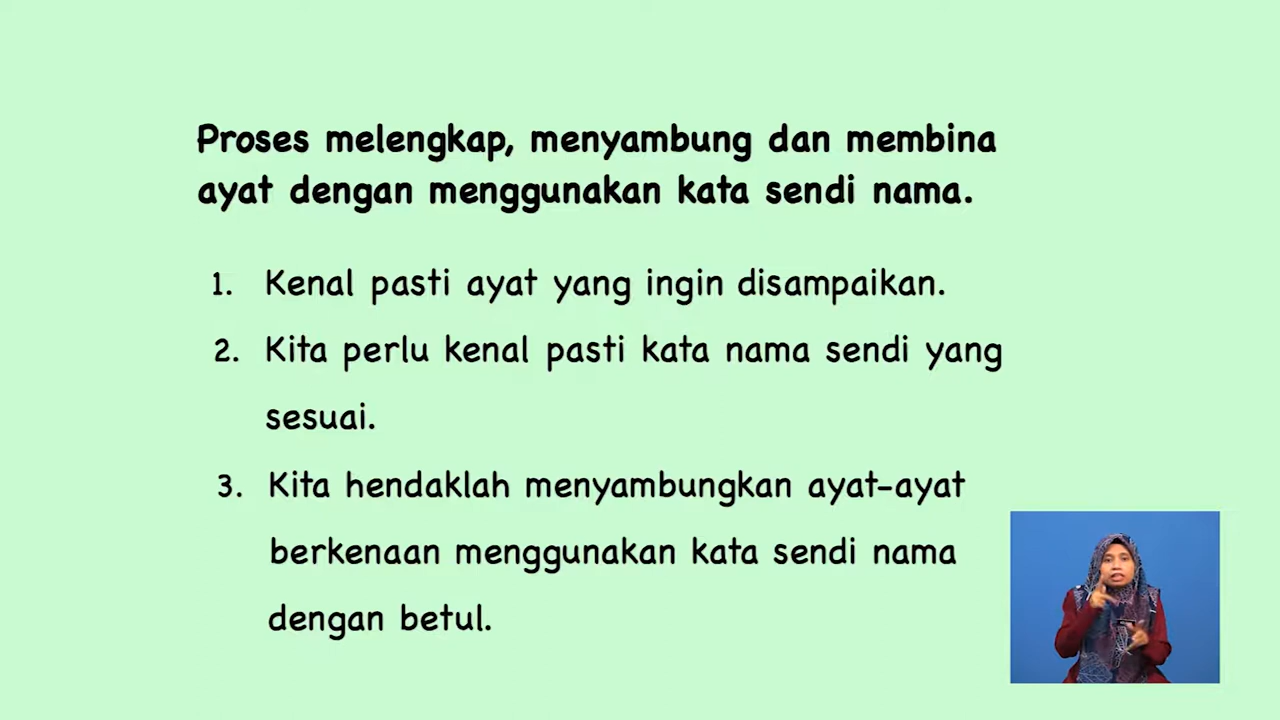 Proses melengkap, menyambung dan membina
ayat dengan menggunakan kata sendi nama.
1. Kenal pasti ayat yang ingin disampaikan.
2. Kita perlu kenal pasti kata nama sendi yang
sesuai.
3. Kita hendaklah menyambungkan ayat-ayat
berkenaan menggunakan kata sendi nama
dengan betul.